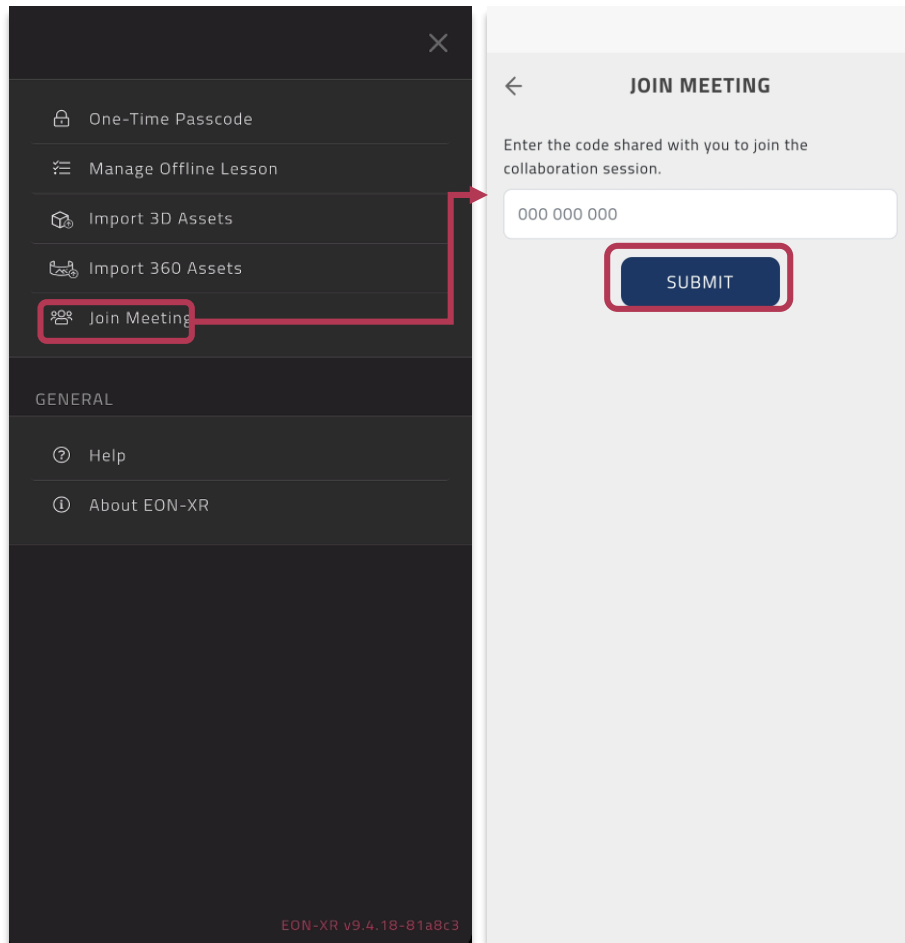 One-Time Passcode
Manage Offline Lesson
Import 3D Assets
Import 360 Assets
Join Meeting
GENERAL
Help
About EON-XR
EON-XR v9.4.18-81a8c3
JOIN MEETING
Enter the code shared with you to join the
collaboration session.
000 000 000
SUBMIT